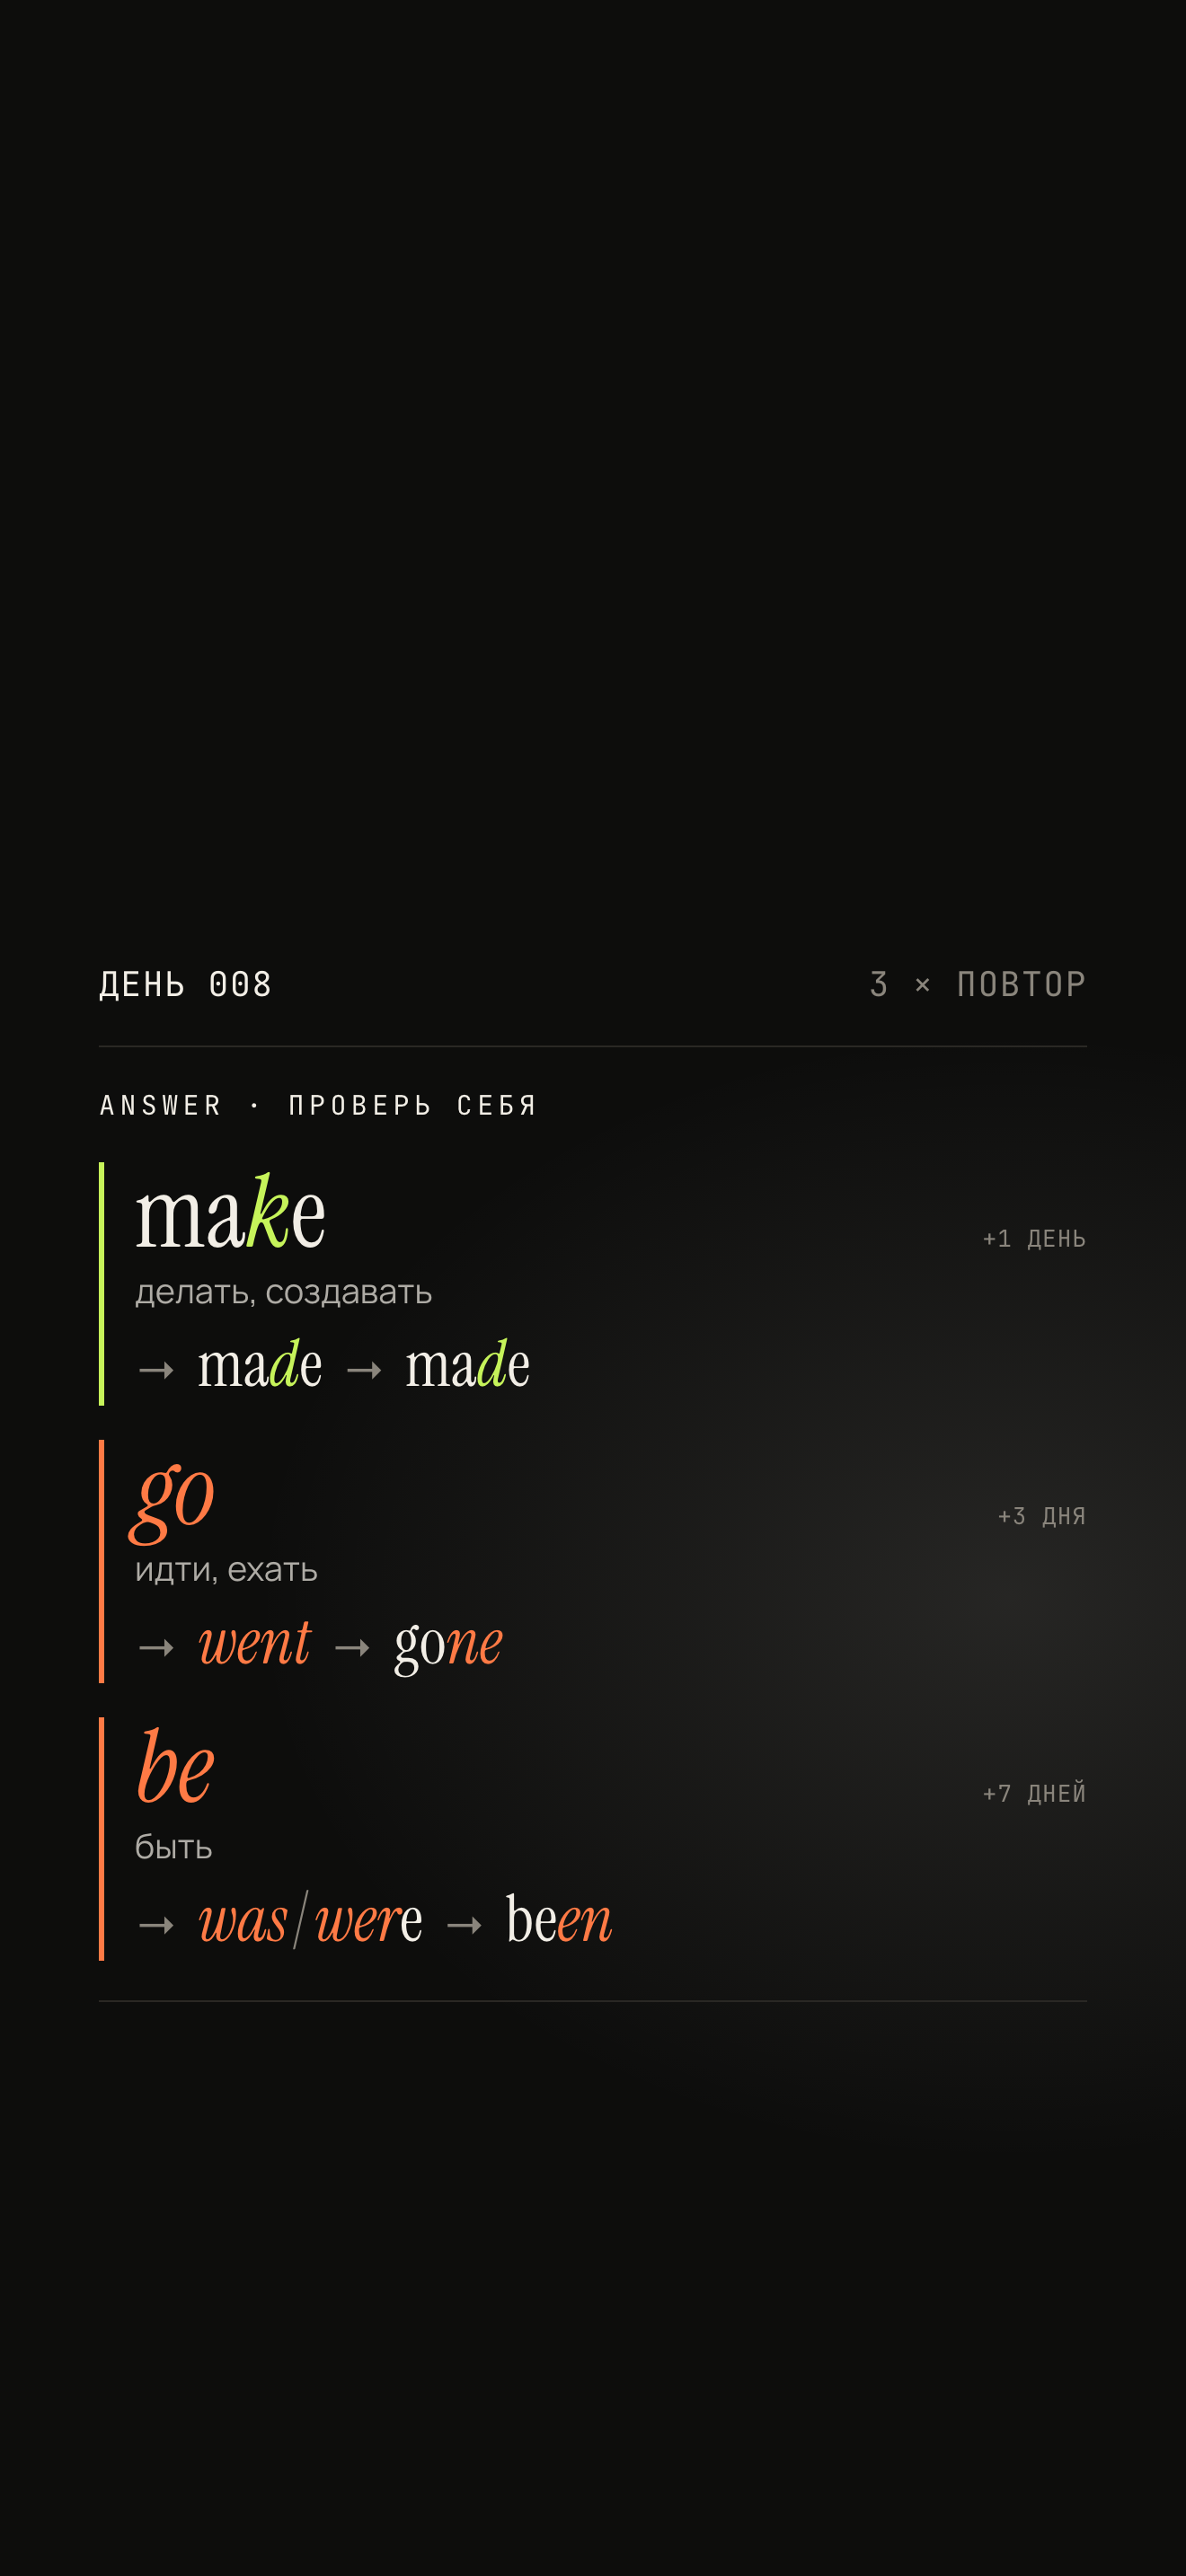 ДЕНЬ 008 3 × ПОВТОР
ANSWER · ПРОВЕРЬ СЕБЯ
make
+1 ДЕНЬ
делать, создавать
→ made → made
go
+3 ДНЯ
идти, ехать
→ went → gone
be
+7 ДНЕЙ
быть
→ was/were → been